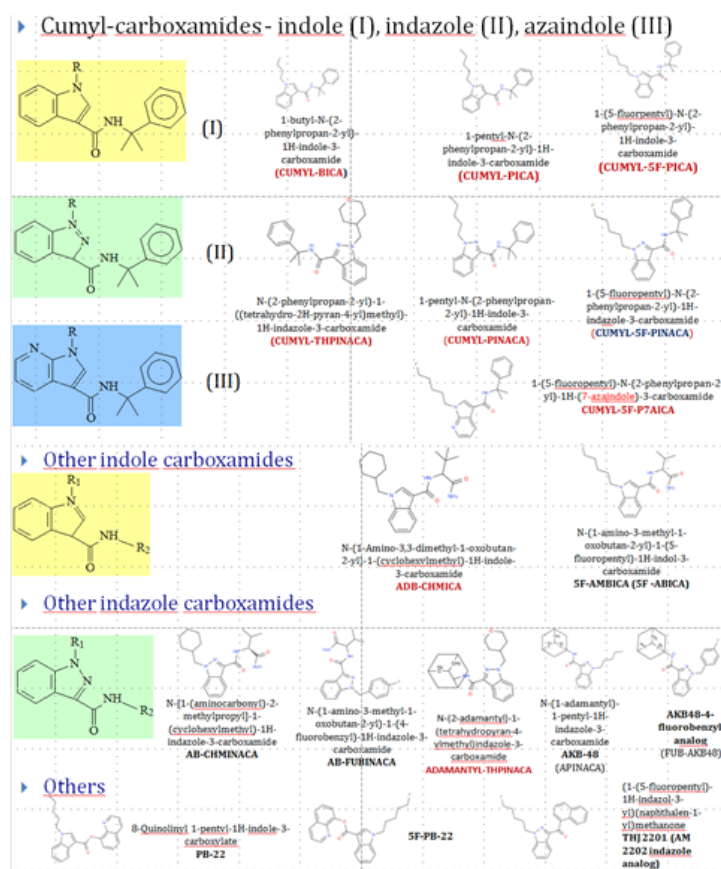 Cumyl-carboxamides - indole (I), indazole (II), azaindole (III)
R
N
NH
O
(I)
1-butyl-N-(2-
phenylpropan-2-yl)-
1H-indole-3-
carboxamide
(CUMYL-BICA)
1-pentyl-N-(2-
phenylpropan-2-yl)-1H-
indole-3-carboxamide
(CUMYL-PICA)
1-(5-fluorpentyl)-N-(2-
phenylpropan-2-yl)-
1H-indole-3-
carboxamide
(CUMYL-5F-PICA)
R
N
N
NH
O
(II)
N-(2-phenylpropan-2-yl)-1-
((tetrahydro-2H-pyran-4-yl)methyl)-
1H-indazole-3-carboxamide
(CUMYL-THPINACA)
1-pentyl-N-(2-phenylpropan-
2-yl)-1H-indole-3-
carboxamide
(CUMYL-PINACA)
1-(5-fluoropentyl)-N-(2-
phenylpropan-2-yl)-1H-
indazole-3-carboxamide
(CUMYL-5F-PINACA)
R
N
N
NH
O
(III)
1-(5-fluoropentyl)-N-(2-phenylpropan-2-
yl)-1H-(7-azaindole)-3-carboxamide
CUMYL-5F-P7AICA
Other indole carboxamides
R1
N
NH
R2
O
N-(1-Amino-3,3-dimethyl-1-oxobutan-
2-yl)-1-(cyclohexylmethyl)-1H-indole-
3-carboxamide
ADB-CHMICA
N-(1-amino-3-methyl-1-
oxobutan-2-yl)-1-(5-
fluoropentyl)-1H-indol-3-
carboxamide
5F-AMBICA (5F -ABICA)
Other indazole carboxamides
R1
N
N
NH
R2
O
N-[1-(aminocarbonyl)-2-
methylpropyl]-1-
(cyclohexylmethyl)-1H-
indazole-3-carboxamide
AB-CHMINACA
N-(1-amino-3-methyl-1-
oxobutan-2-yl)-1-(4-
fluorobenzyl)-1H-indazole-3-
carboxamide
AB-FUBINACA
N-(2-adamantyl)-1-
(tetrahydropyran-4-
ylmethyl)indazole-3-
carboxamide
ADAMANTYL-THPINACA
N-(1-adamantyl)-
1-pentyl-1H-
indazole-3-
carboxamide
AKB-48
(APINACA)
AKB48-4-
fluorobenzyl
analog
(FUB-AKB48)
Others
8-Quinolinyl 1-pentyl-1H-indole-3-
carboxylate
PB-22
5F-PB-22
(1-(5-fluoropentyl)-
1H-indazol-3-
yl)(naphthalen-1-
yl)methanone
THJ2201 (AM
2202 indazole
analog)